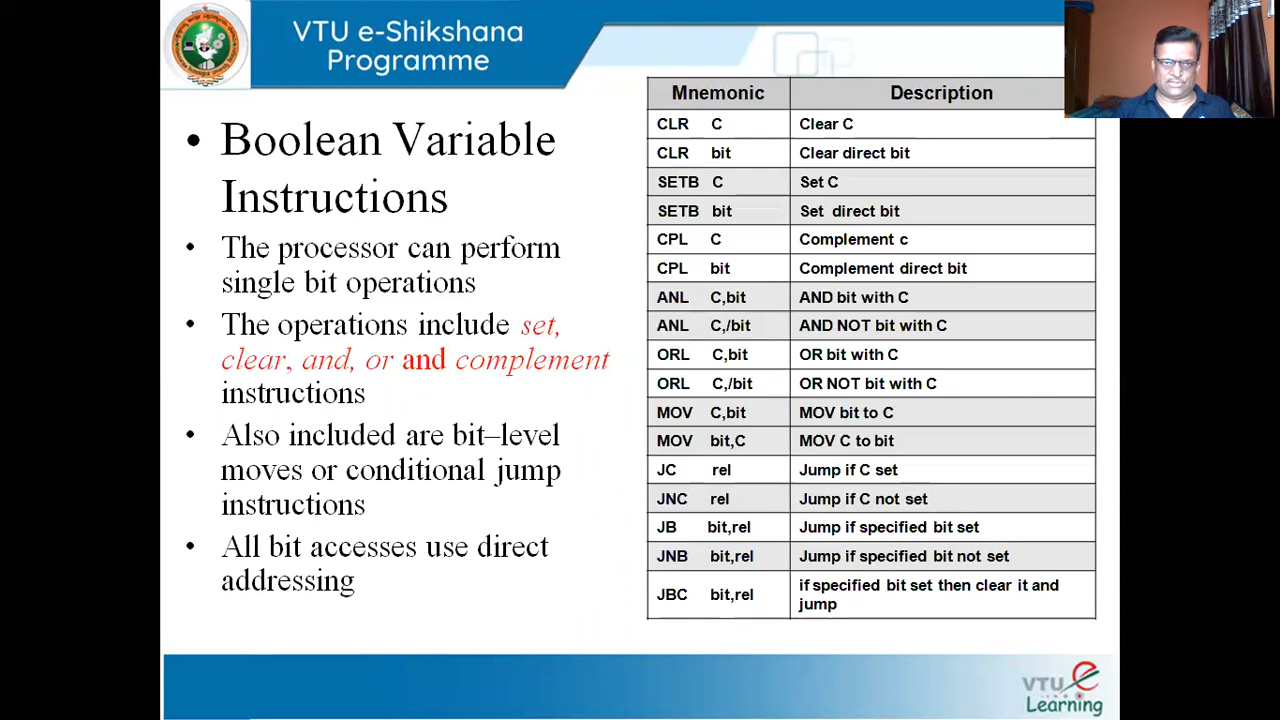 VTU e-Shikshana
Programme
• Boolean Variable
Instructions
• The processor can perform
single bit operations
• The operations include set,
clear, and, or and complement
instructions
• Also included are bit–level
moves or conditional jump
instructions
• All bit accesses use direct
addressing
Mnemonic Description
CLR C Clear C
CLR bit Clear direct bit
SETB C Set C
SETB bit Set direct bit
CPL C Complement c
CPL bit Complement direct bit
ANL C,bit AND bit with C
ANL C,/bit AND NOT bit with C
ORL C,bit OR bit with C
ORL C,/bit OR NOT bit with C
MOV C,bit MOV bit to C
MOV bit,C MOV C to bit
JC rel Jump if C set
JNC rel Jump if C not set
JB bit,rel Jump if specified bit set
JNB bit,rel Jump if specified bit not set
JBC bit,rel if specified bit set then clear it and
jump
VTU e
Learning